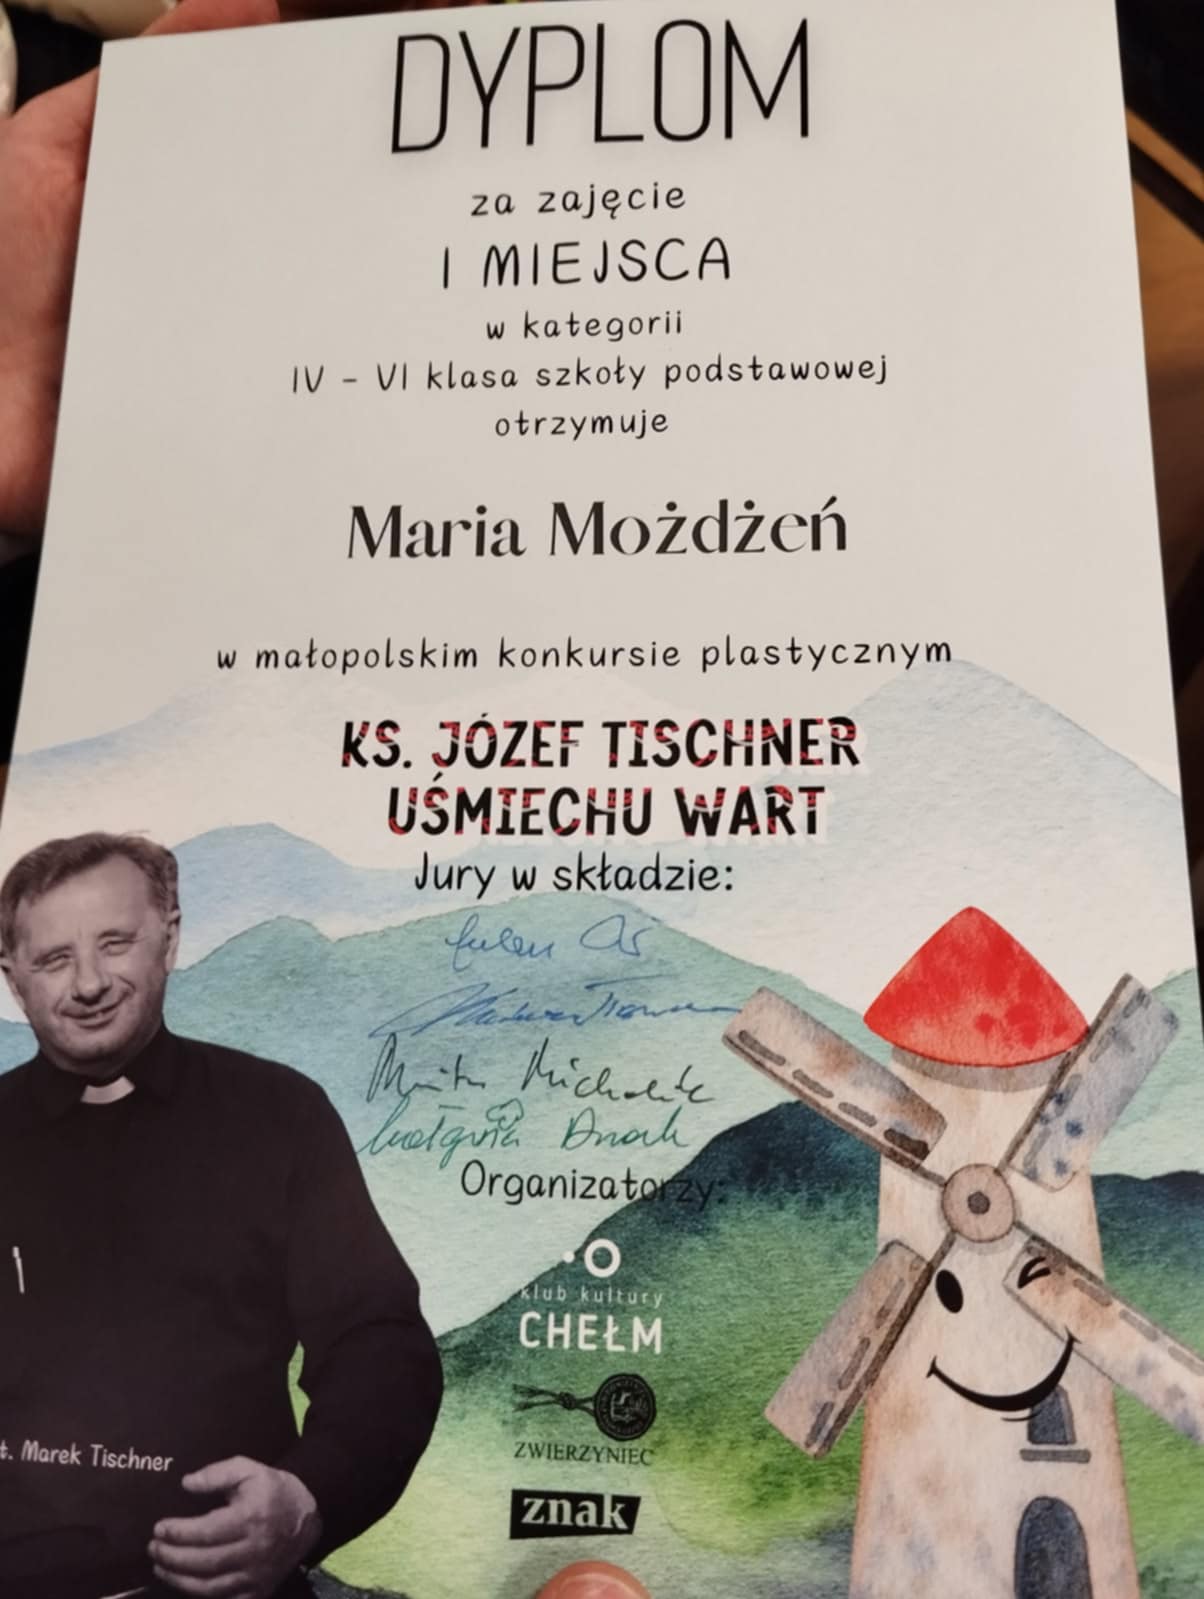 DYPLOM
za zajęcie
I MIEJSCA
w kategorii
IV - VI klasa szkoły podstawowej
otrzymuje
Maria Możdżeń
w małopolskim konkursie plastycznym
KS. JÓZEF TISCHNER
UŚMIECHU WART
Jury w składzie:
Organizatorzy:
klub kultury
CHEŁM
ZWIERZYNIEC
znak
t. Marek Tischner